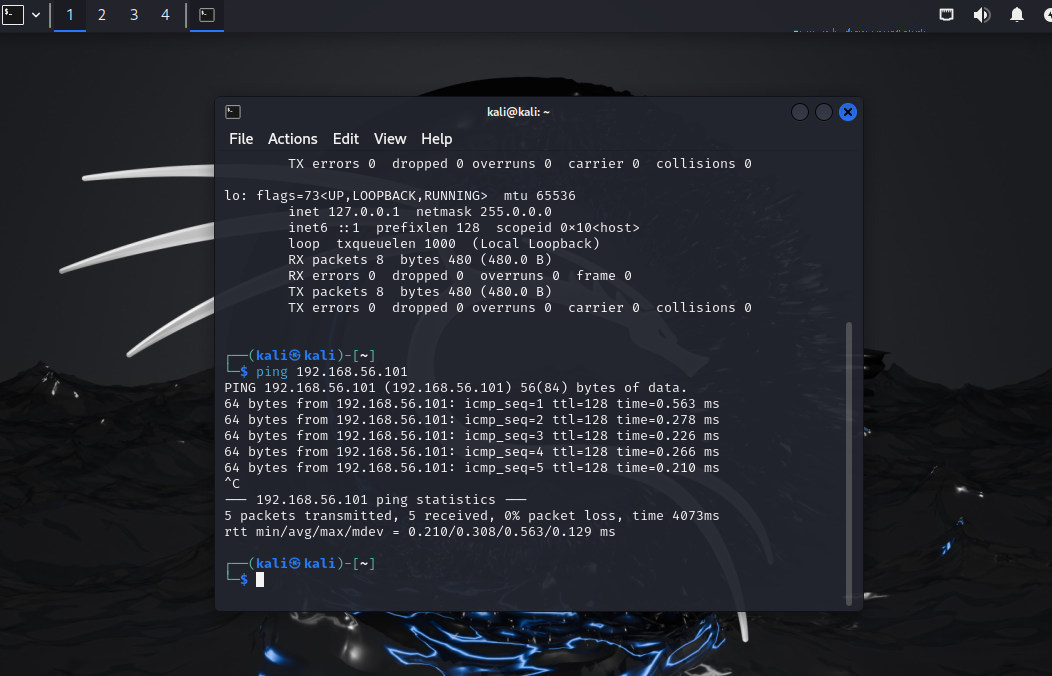 1 2 3 4
kali@kali: ~
File Actions Edit View Help
TX errors 0  dropped 0 overruns 0  carrier 0  collisions 0
lo: flags=73<UP,LOOPBACK,RUNNING>  mtu 65536
inet 127.0.0.1  netmask 255.0.0.0
inet6 ::1  prefixlen 128  scopeid 0×10<host>
loop  txqueuelen 1000  (Local Loopback)
RX packets 8  bytes 480 (480.0 B)
RX errors 0  dropped 0  overruns 0  frame 0
TX packets 8  bytes 480 (480.0 B)
TX errors 0  dropped 0 overruns 0  carrier 0  collisions 0
┌──(kali㉿kali)-[~]
└─$ ping 192.168.56.101
PING 192.168.56.101 (192.168.56.101) 56(84) bytes of data.
64 bytes from 192.168.56.101: icmp_seq=1 ttl=128 time=0.563 ms
64 bytes from 192.168.56.101: icmp_seq=2 ttl=128 time=0.278 ms
64 bytes from 192.168.56.101: icmp_seq=3 ttl=128 time=0.226 ms
64 bytes from 192.168.56.101: icmp_seq=4 ttl=128 time=0.266 ms
64 bytes from 192.168.56.101: icmp_seq=5 ttl=128 time=0.210 ms
^C
--- 192.168.56.101 ping statistics ---
5 packets transmitted, 5 received, 0% packet loss, time 4073ms
rtt min/avg/max/mdev = 0.210/0.308/0.563/0.129 ms
┌──(kali㉿kali)-[~]
└─$